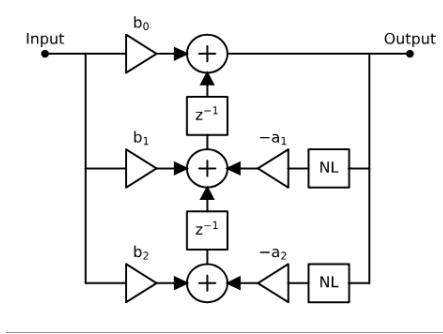 b₀
Input
Output
z⁻¹
b₁
−a₁
NL
z⁻¹
b₂
−a₂
NL